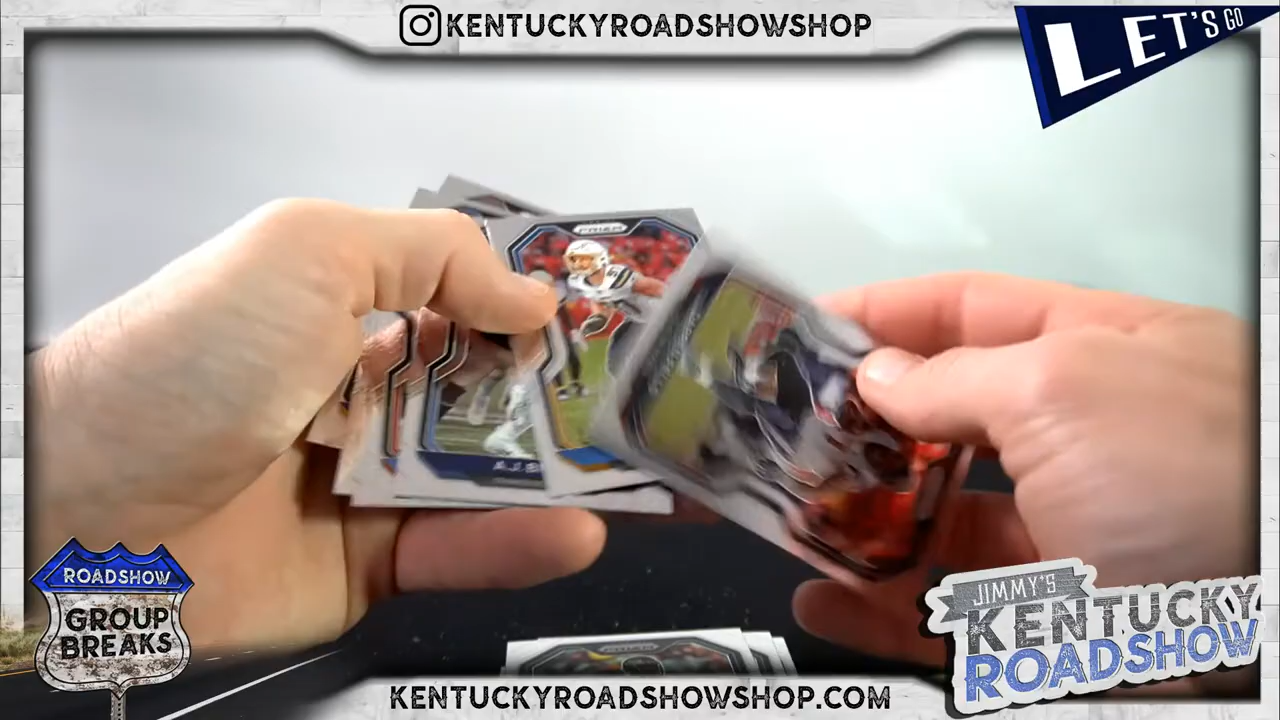 KENTUCKYROADSHOWSHOP
LET'S GO
PRIZM
A.J.
ROADSHOW
GROUP
BREAKS
JIMMY'S
KENTUCKY
ROADSHOW
KENTUCKYROADSHOWSHOP.COM